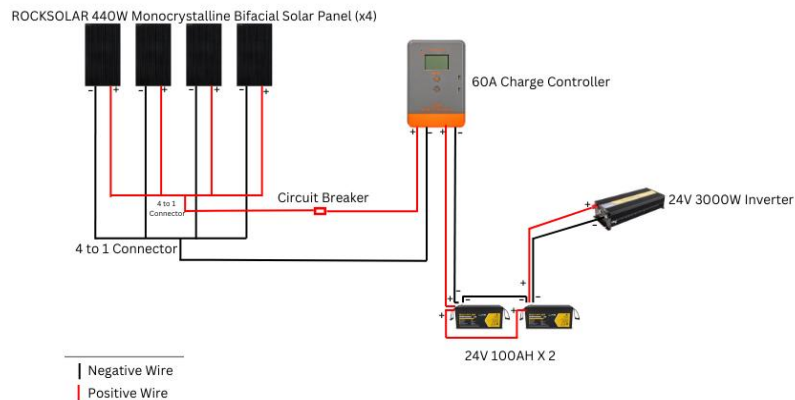 ROCKSOLAR 440W Monocrystalline Bifacial Solar Panel (x4)
- + - + - + - +
60A Charge Controller
+ - + -
4 to 1
Connector
Circuit Breaker
24V 3000W Inverter
+
-
4 to 1 Connector
+
+ - - -
+ +
24V 100AH X 2
Negative Wire
Positive Wire